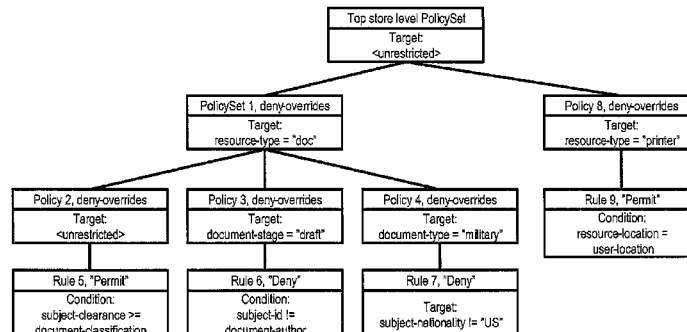 Top store level PolicySet
Target:
<unrestricted>
PolicySet 1, deny-overrides
Target:
resource-type = "doc"
Policy 8, deny-overrides
Target:
resource-type = "printer"
Policy 2, deny-overrides
Target:
<unrestricted>
Policy 3, deny-overrides
Target:
document-stage = "draft"
Policy 4, deny-overrides
Target:
document-type = "military"
Rule 9, "Permit"
Condition:
resource-location =
user-location
Rule 5, "Permit"
Condition:
subject-clearance >=
document-classification
Rule 6, "Deny"
Condition:
subject-id !=
document-author
Rule 7, "Deny"
Target:
subject-nationality != "US"